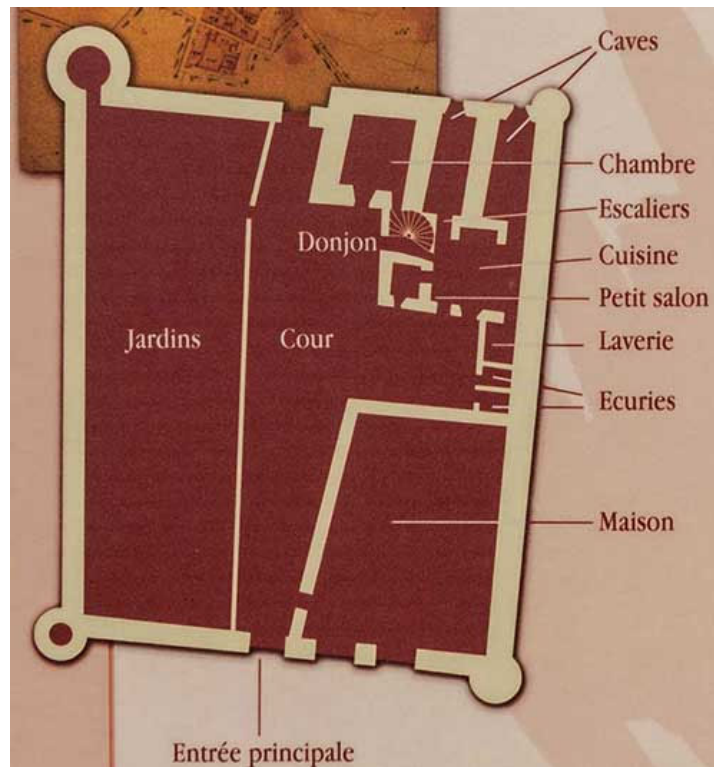 Caves
Chambre
Escaliers
Donjon
Cuisine
Petit salon
Jardins
Cour
Laverie
Ecuries
Maison
Entrée principale